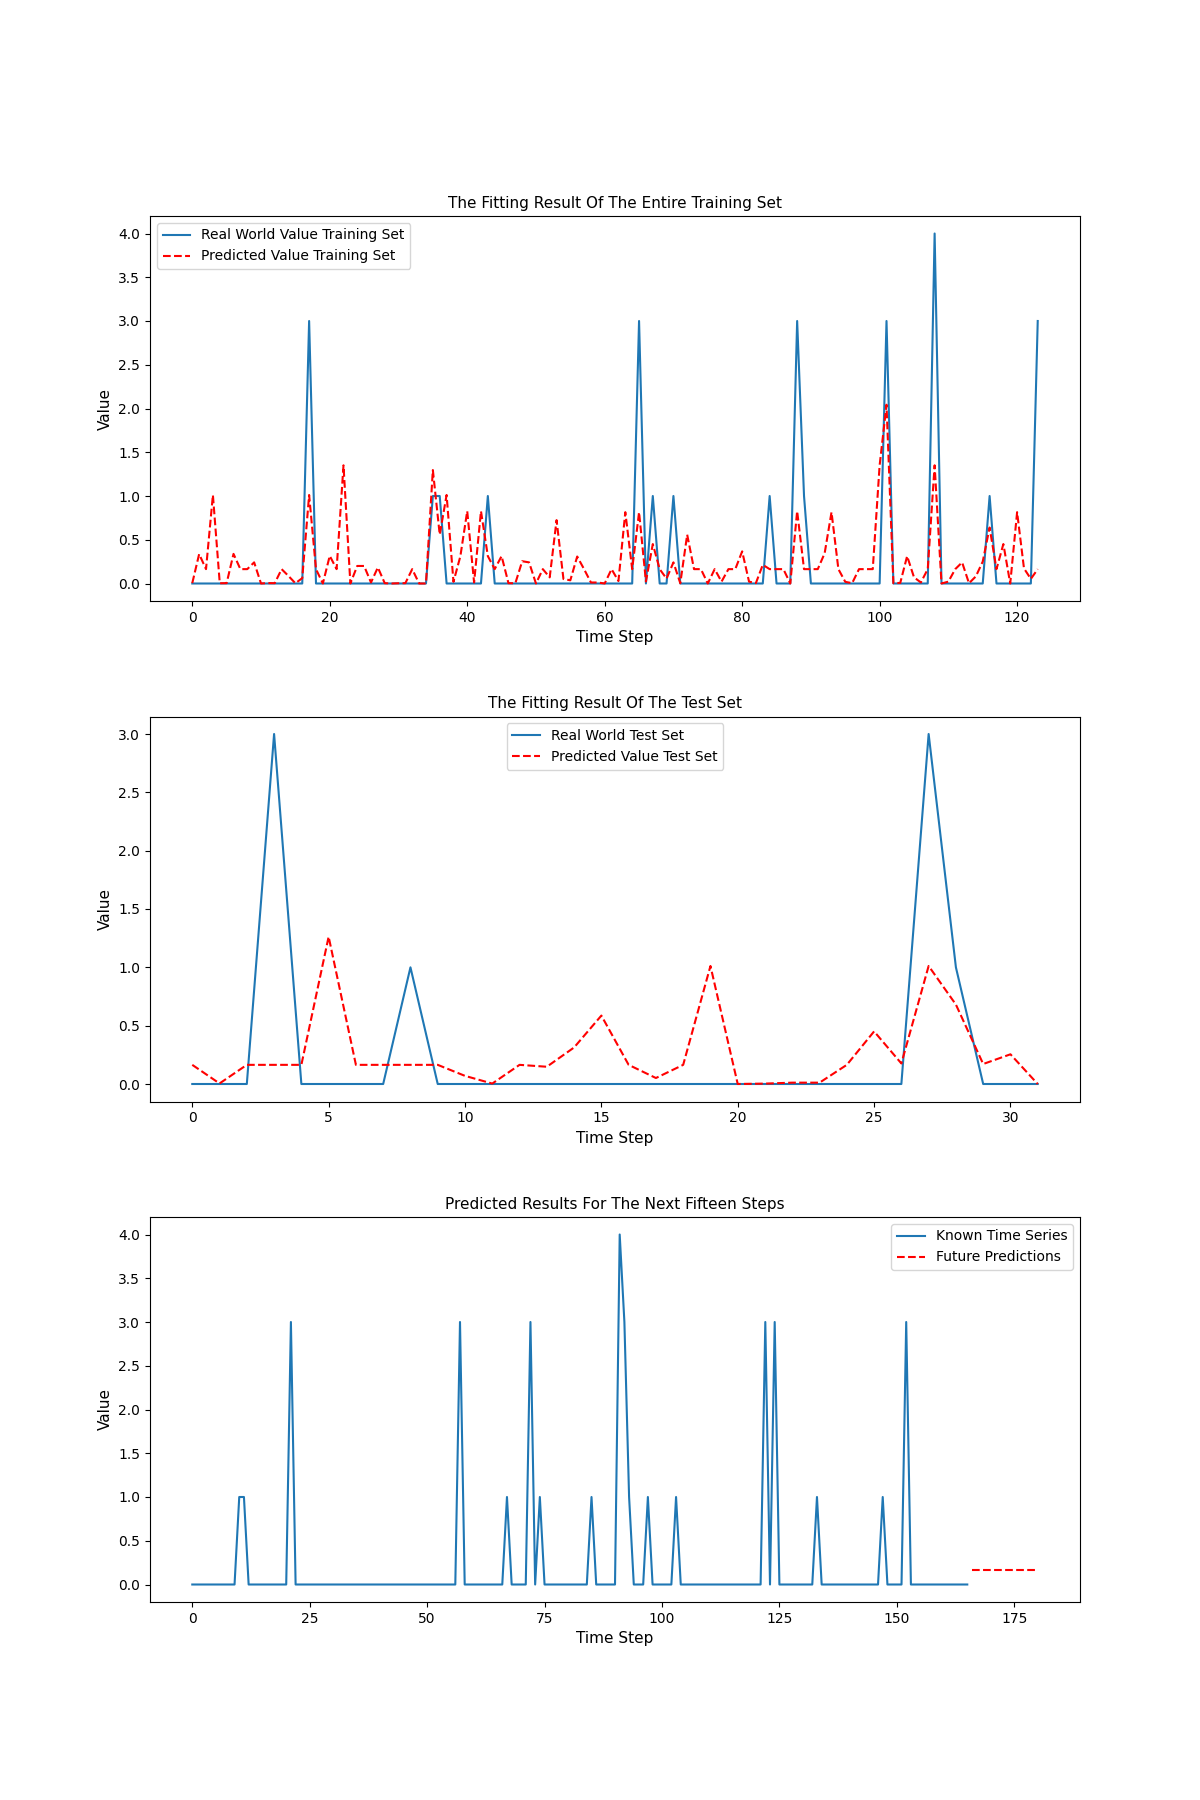 The Fitting Result Of The Entire Training Set
Real World Value Training Set
Predicted Value Training Set
4.0
3.5
3.0
2.5
2.0
1.5
1.0
0.5
0.0
Value
0 20 40 60 80 100 120
Time Step
The Fitting Result Of The Test Set
Real World Test Set
Predicted Value Test Set
3.0
2.5
2.0
1.5
1.0
0.5
0.0
Value
0 5 10 15 20 25 30
Time Step
Predicted Results For The Next Fifteen Steps
Known Time Series
Future Predictions
4.0
3.5
3.0
2.5
2.0
1.5
1.0
0.5
0.0
Value
0 25 50 75 100 125 150 175
Time Step